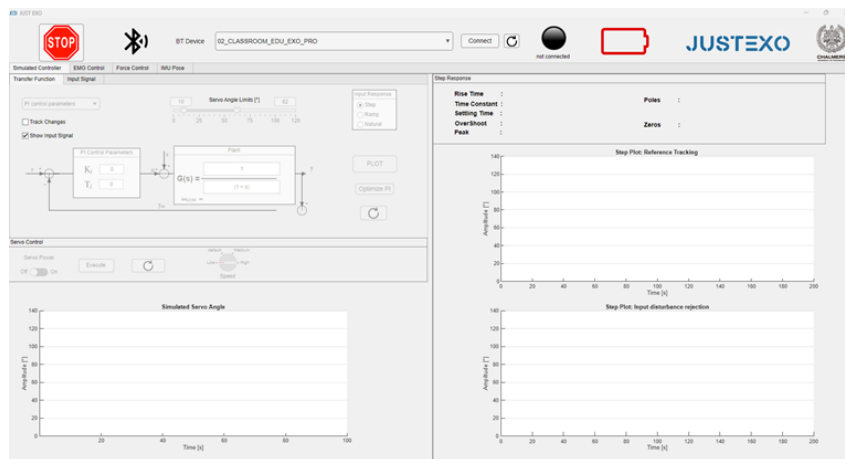 JUST EXO
STOP
BT Device
02_CLASSROOM_EDU_EXO_PRO
Connect
not connected
JUSTEXO
CHALMERS
Simulated Controller
EMG Control
Force Control
IMU Pose
Transfer Function
Input Signal
PI control parameters
Track Changes
Show Input Signal
Servo Angle Limits [°]
0 25 50 75 100 120
Input Response
Step
Ramp
Natural
PI Control Parameters
Plant
G(s) =
1
PLOT
Optimize PI
Servo Control
Servo Power
Off
On
Execute
default
Medium
Low
High
Speed
Simulated Servo Angle
Amplitude [°]
140
120
100
80
60
40
20
0
20 40 60 80 100
Time [s]
Step Response
Rise Time :
Time Constant :
Settling Time :
OverShoot :
Peak :
Poles :
Zeros :
Step Plot: Reference Tracking
Amplitude [°]
140
120
100
80
60
40
20
0
0 20 40 60 80 100 120 140 160 180 200
Time [s]
Step Plot: Input disturbance rejection
Amplitude [°]
140
120
100
80
60
40
20
0
0 20 40 60 80 100 120 140 160 180 200
Time [s]